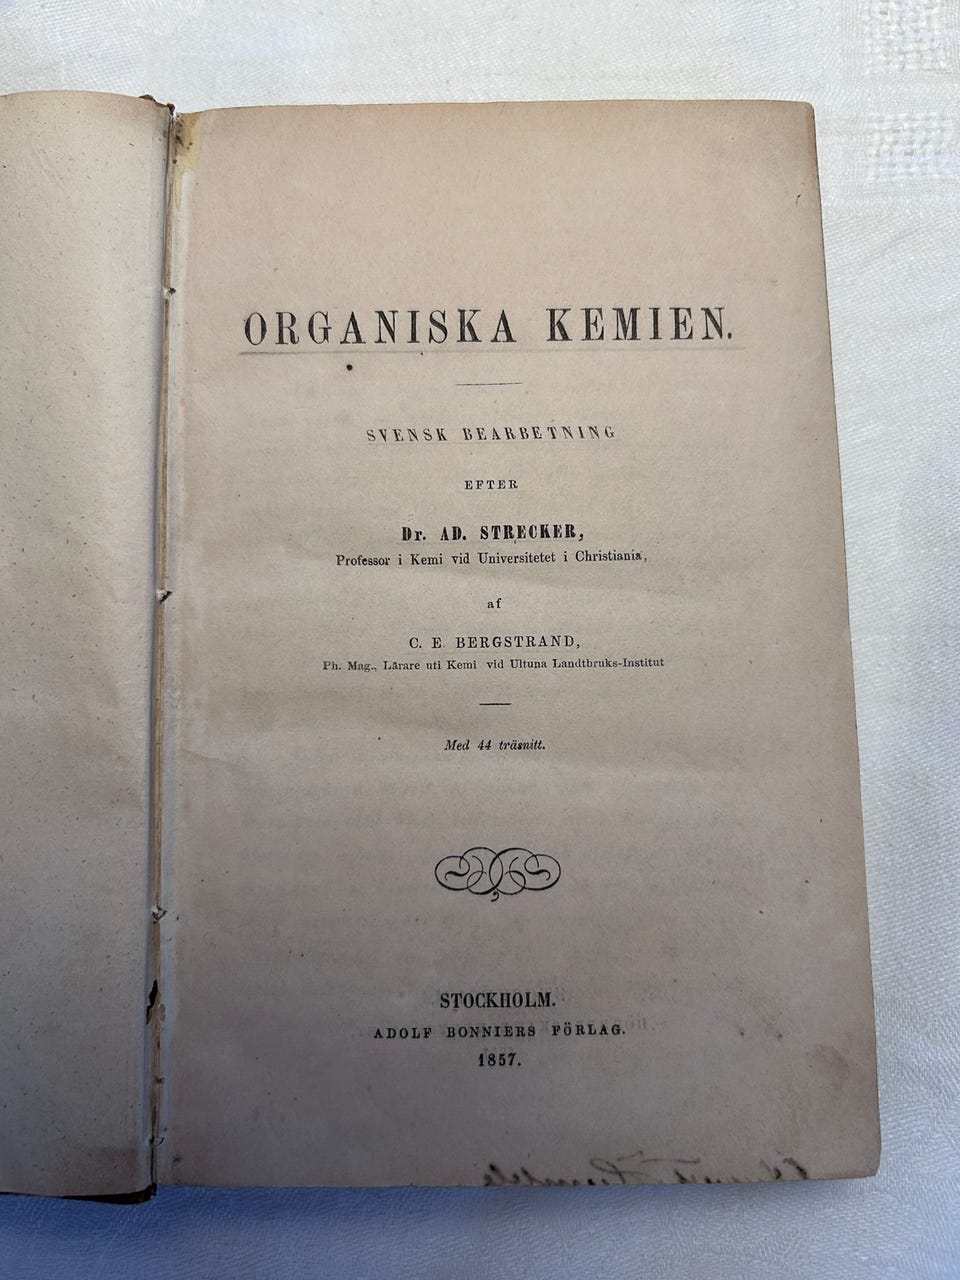 ORGANISKA KEMIEN.
SVENSK BEARBETNING
EFTER
Dr. AD. STRECKER,
Professor i Kemi vid Universitetet i Christiania,
af
C. E. BERGSTRAND,
Ph. Mag., Lärare uti Kemi vid Ultuna Landtbruks-Institut
Med 44 träsnitt.
STOCKHOLM.
ADOLF BONNIERS FÖRLAG.
1857.